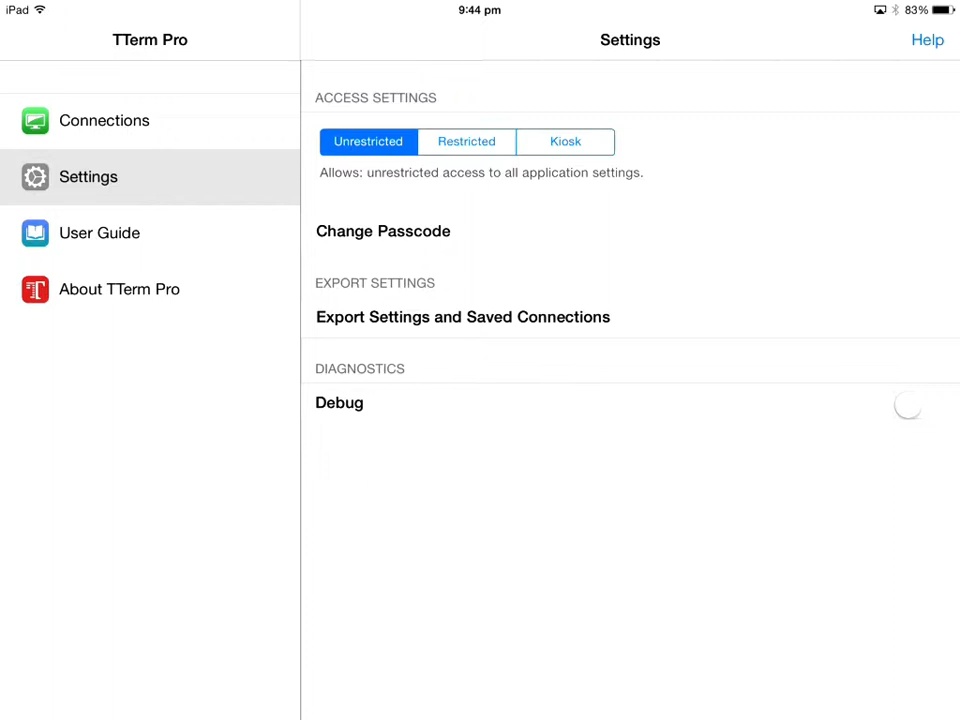 iPad
9:44 pm
83%
TTerm Pro
Settings
Help
Connections
Settings
User Guide
About TTerm Pro
ACCESS SETTINGS
Unrestricted
Restricted
Kiosk
Allows: unrestricted access to all application settings.
Change Passcode
EXPORT SETTINGS
Export Settings and Saved Connections
DIAGNOSTICS
Debug